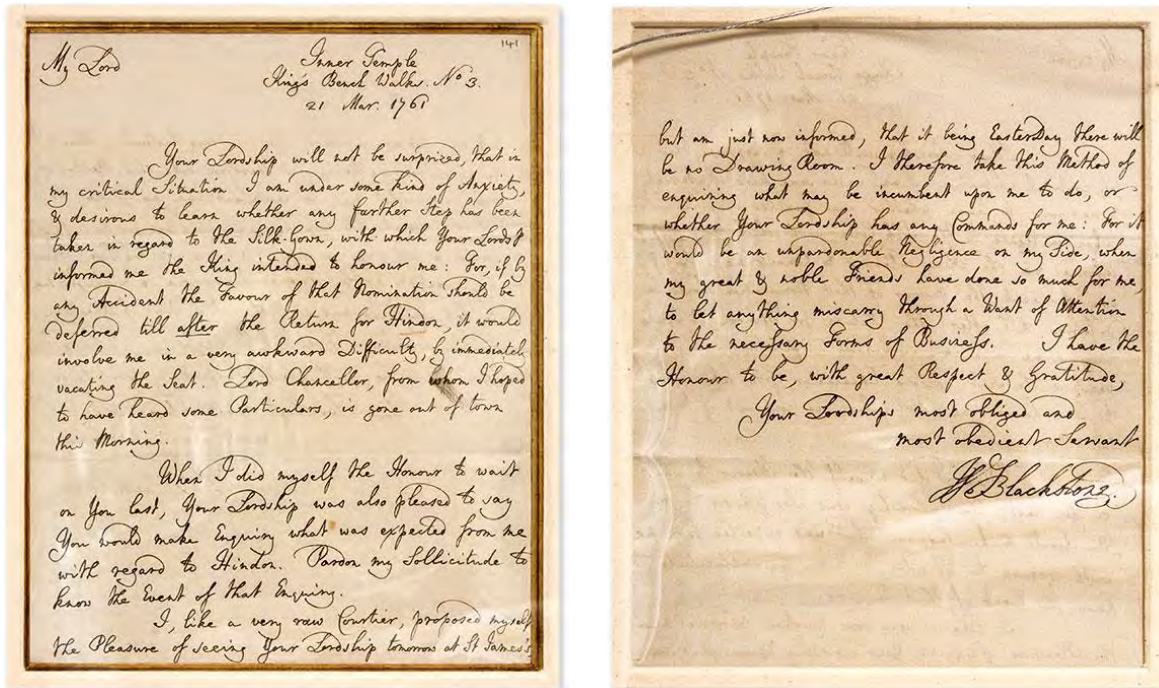 141
My Lord
Inner Temple
King's Bench Walks. No 3.
21 Mar. 1761
Your Lordship will not be surprized, that in
my critical Situation I am under some kind of Anxiety,
& desirous to learn whether any farther Step has been
taken in regard to the Silk-Gown, with which Your Lordsp
informed me the King intended to honour me: For, if by
any Accident the Favour of that Nomination should be
deferred till after the Return for Hindon, it would
involve me in a very awkward Difficulty, by immediately
vacating the Seat. Lord Chancellor, from whom I hoped
to have heard some Particulars, is gone out of town
this Morning.
When I did myself the Honour to wait
on You last, Your Lordship was also pleased to say
You would make Enquiry what was expected from me
with regard to Hindon. Pardon my Sollicitude to
know the Event of that Enquiry.
I, like a very raw Courtier, proposed myself
the Pleasure of seeing Your Lordship tomorrow at St James's
but am just now informed, that it being EasterDay there will
be no Drawing Room. I therefore take this Method of
enquiring what may be incumbent upon me to do, or
whether Your Lordship has any Commands for me: For it
would be an unpardonable Negligence on my Side, when
my great & noble Friends have done so much for me,
to let anything miscarry through a Want of Attention
to the necessary Forms of Business. I have the
Honour to be, with great Respect & Gratitude,
Your Lordships most obliged and
most obedient Servant
Wm Blackstone.